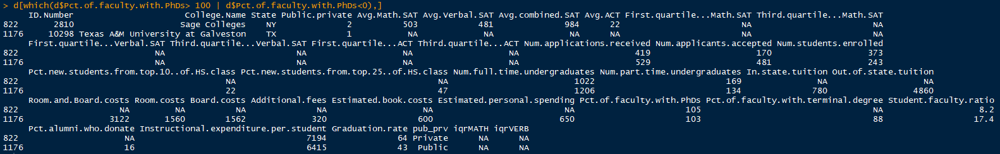 > d[which(d$Pct.of.faculty.with.PhDs> 100 | d$Pct.of.faculty.with.PhDs<0),]
ID.Number College.Name State Public.private Avg.Math.SAT Avg.Verbal.SAT Avg.combined.SAT Avg.ACT First.quartile...Math.SAT Third.quartile...Math.SAT
822 2810 Sage Colleges NY 2 503 481 984 22 NA NA
1176 10298 Texas A&M University at Galveston TX 1 NA NA NA NA NA NA
First.quartile...Verbal.SAT Third.quartile...Verbal.SAT First.quartile...ACT Third.quartile...ACT Num.applications.received Num.applicants.accepted Num.students.enrolled
822 NA NA NA NA 419 170 373
1176 NA NA NA NA 529 481 243
Pct.new.students.from.top.10..of.HS.class Pct.new.students.from.top.25..of.HS.class Num.full.time.undergraduates Num.part.time.undergraduates In.state.tuition Out.of.state.tuition
822 NA NA 1022 169 NA NA
1176 22 47 1206 134 780 4860
Room.and.Board.costs Room.costs Board.costs Additional.fees Estimated.book.costs Estimated.personal.spending Pct.of.faculty.with.PhDs Pct.of.faculty.with.terminal.degree Student.faculty.ratio
822 NA NA NA NA NA NA 105 NA 8.2
1176 3122 1560 1562 320 600 650 103 88 17.4
Pct.alumni.who.donate Instructional.expenditure.per.student Graduation.rate pub_prv iqrMATH iqrVERB
822 NA 7194 64 Private NA NA
1176 16 6415 43 Public NA NA